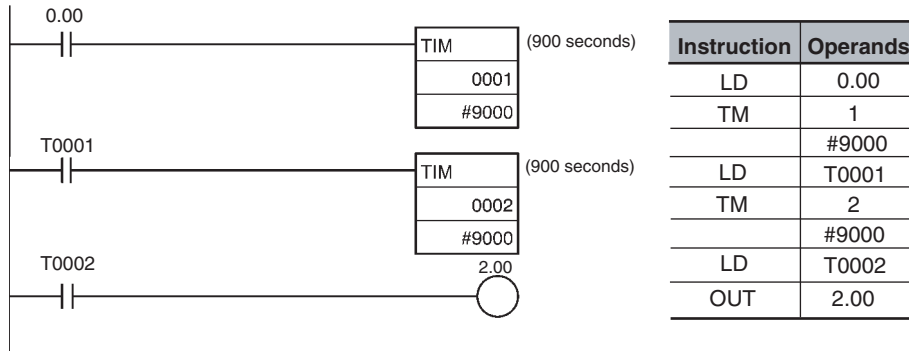 0.00
TIM
(900 seconds)
0001
#9000
T0001
TIM
(900 seconds)
0002
#9000
T0002
2.00
Instruction Operands
LD 0.00
TM 1
#9000
LD T0001
TM 2
#9000
LD T0002
OUT 2.00